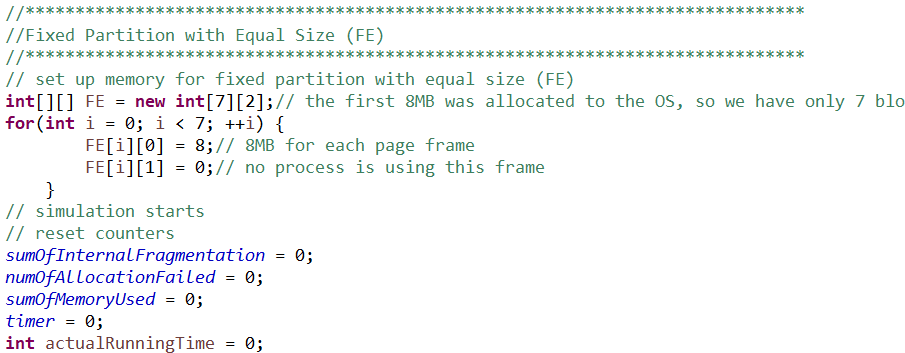 //******************************************************************************
//Fixed Partition with Equal Size (FE)
//******************************************************************************
// set up memory for fixed partition with equal size (FE)
int[][] FE = new int[7][2];// the first 8MB was allocated to the OS, so we have only 7 blo
for(int i = 0; i < 7; ++i) {
FE[i][0] = 8;// 8MB for each page frame
FE[i][1] = 0;// no process is using this frame
}
// simulation starts
// reset counters
sumOfInternalFragmentation = 0;
numOfAllocationFailed = 0;
sumOfMemoryUsed = 0;
timer = 0;
int actualRunningTime = 0;